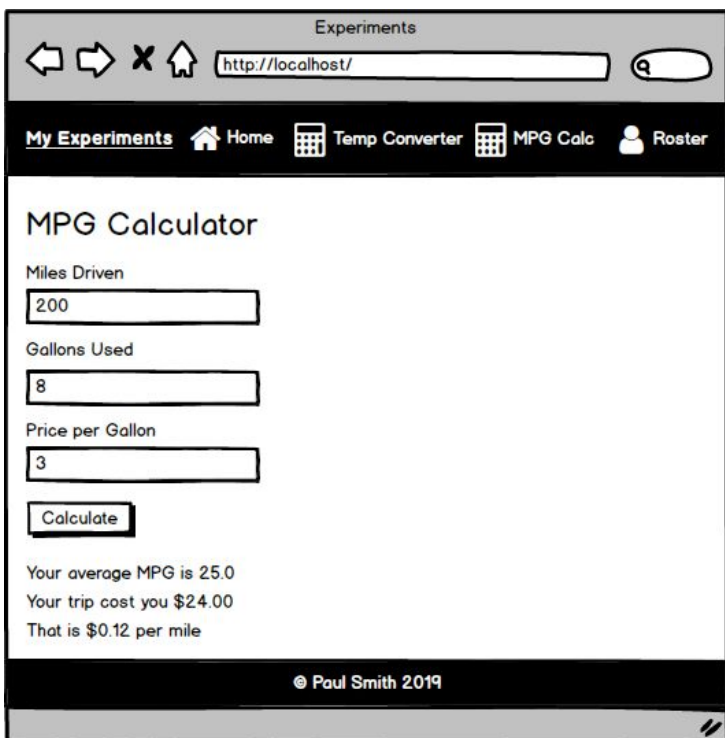 Experiments
http://localhost/
My Experiments Home Temp Converter MPG Calc Roster
MPG Calculator
Miles Driven
200
Gallons Used
8
Price per Gallon
3
Calculate
Your average MPG is 25.0
Your trip cost you $24.00
That is $0.12 per mile
© Paul Smith 2019